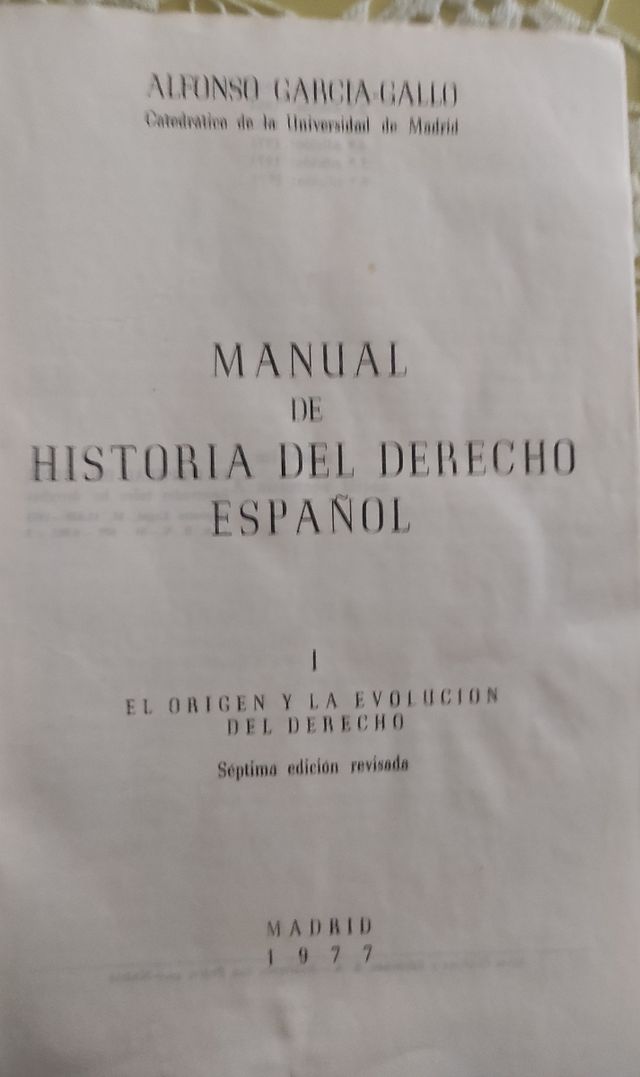 ALFONSO GARCIA-GALLO
Catedrático de la Universidad de Madrid
MANUAL
DE
HISTORIA DEL DERECHO
ESPAÑOL
I
EL ORIGEN Y LA EVOLUCION
DEL DERECHO
Séptima edición revisada
MADRID
1977